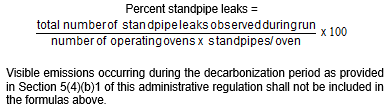 Percent standpipe leaks =
total number of standpipe leaks observed during run
number of operating ovens x standpipes/ oven
x 100
Visible emissions occurring during the decarbonization period as provided
in Section 5(4)(b)1 of this administrative regulation shall not be included in
the formulas above.